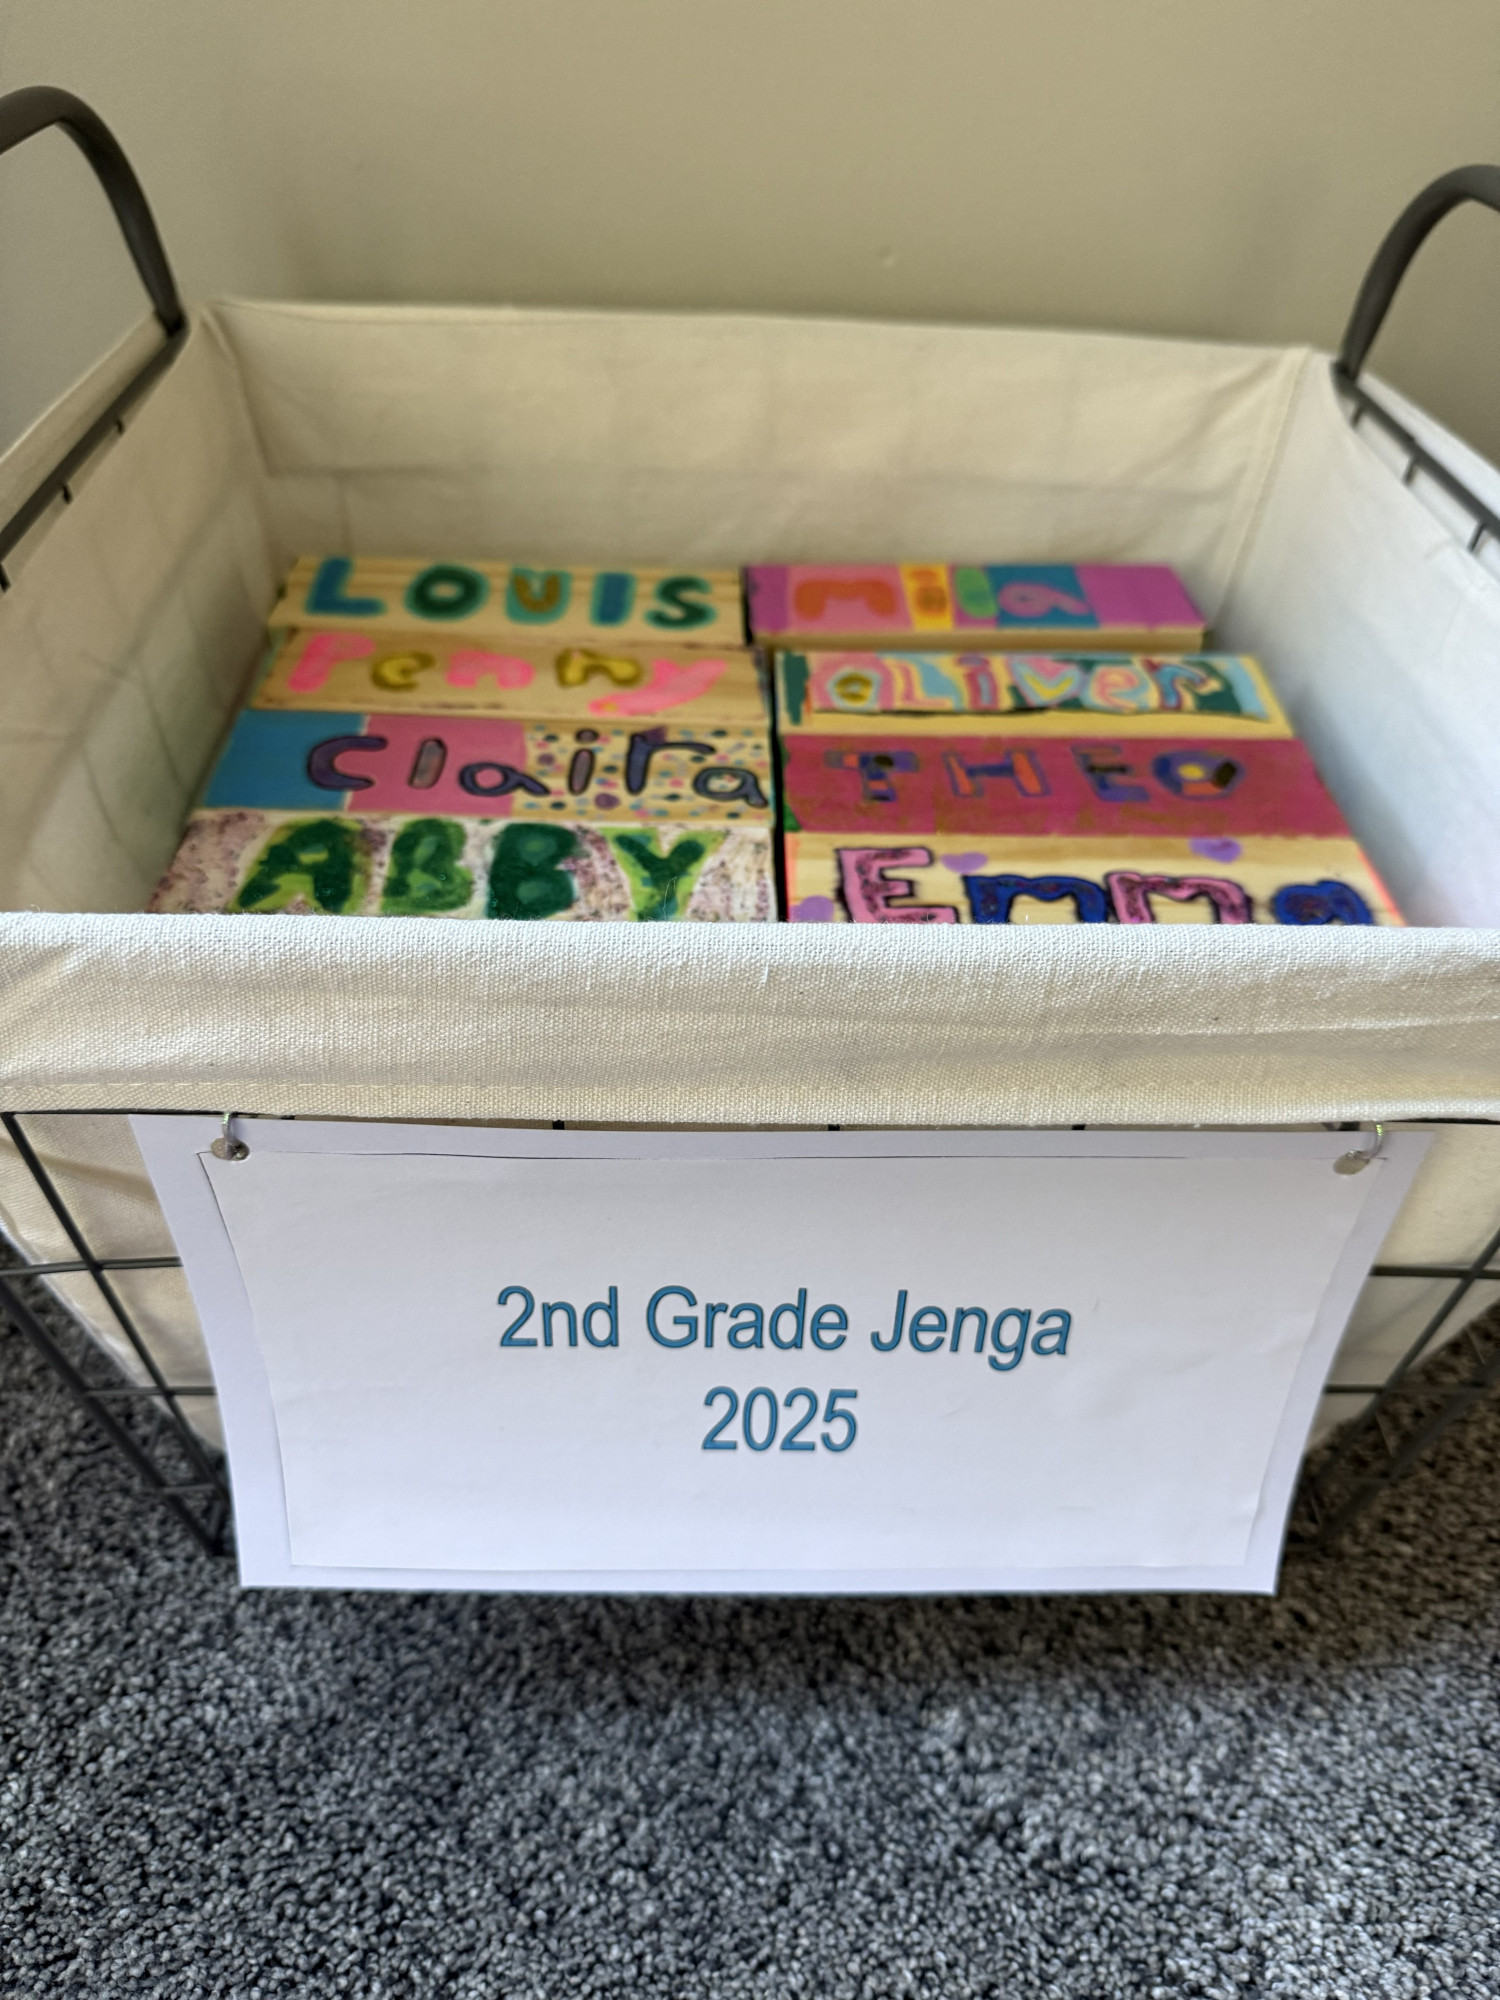 LOUIS
Mila
Penny
OLiVer
Claira
THEO
ABBY
Emma
2nd Grade Jenga
2025